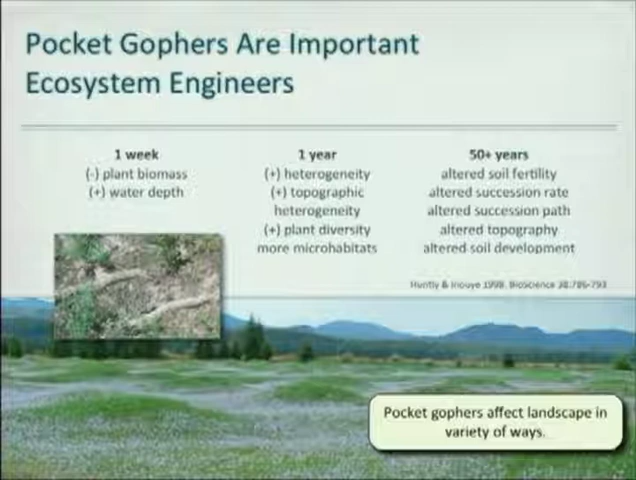 Pocket Gophers Are Important
Ecosystem Engineers
1 week
(-) plant biomass
(+) water depth
1 year
(+) heterogeneity
(+) topographic
heterogeneity
(+) plant diversity
more microhabitats
50+ years
altered soil fertility
altered succession rate
altered succession path
altered topography
altered soil development
Huntly & Inouye 1998. BioScience 38:786-793
Pocket gophers affect landscape in
variety of ways.